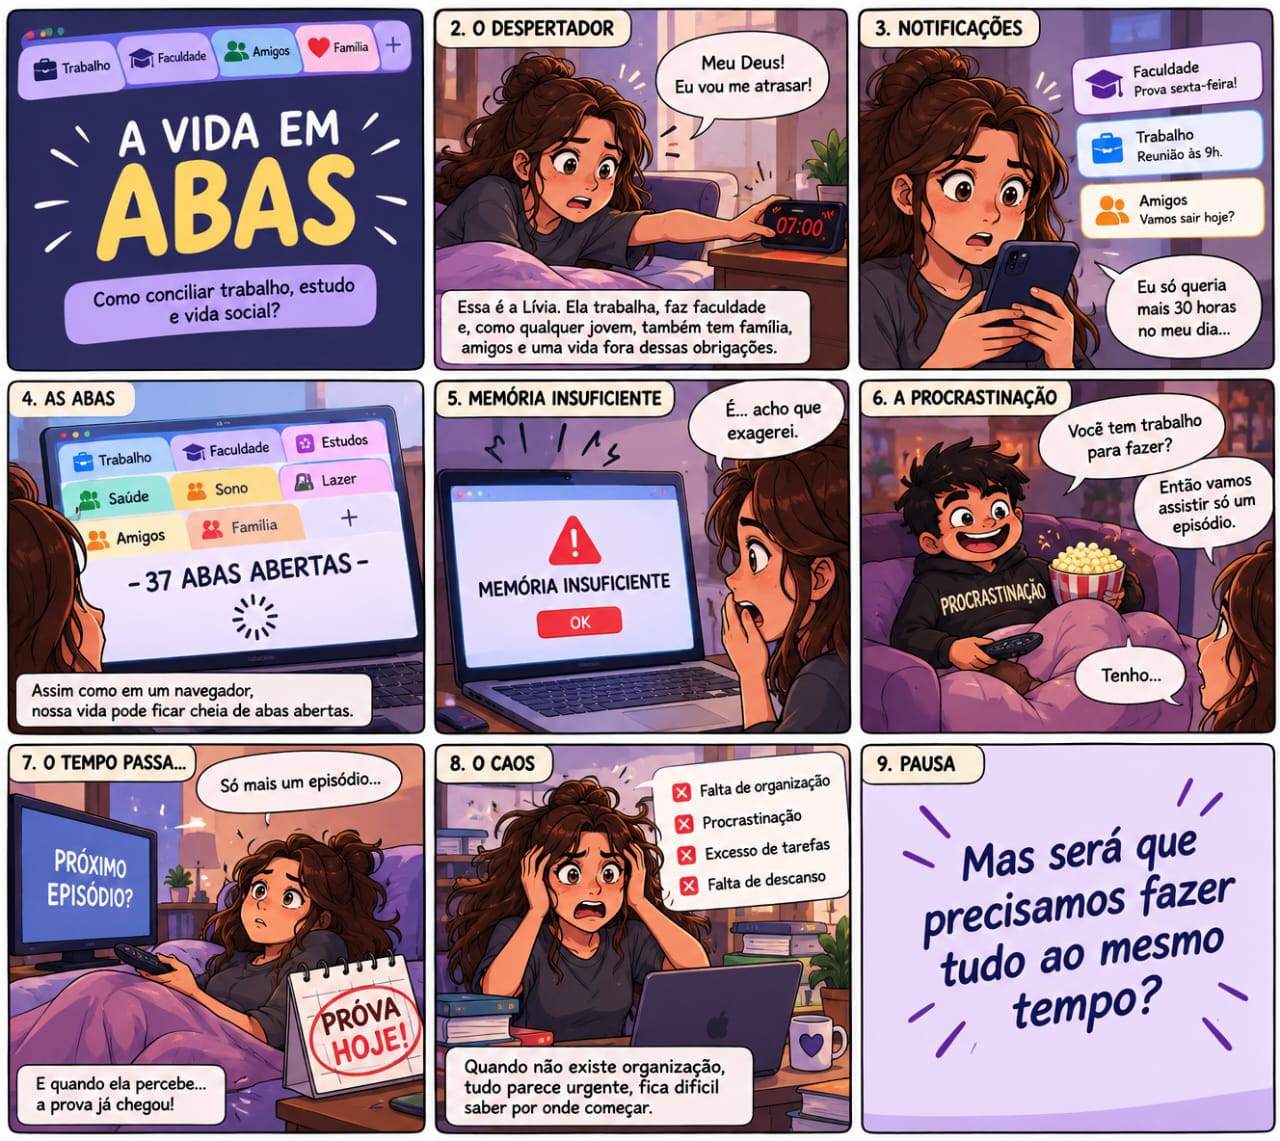 Trabalho
Faculdade
Amigos
Família
+
A VIDA EM
ABAS
Como conciliar trabalho, estudo
e vida social?
2. O DESPERTADOR
Meu Deus!
Eu vou me atrasar!
07:00
Essa é a Lívia. Ela trabalha, faz faculdade
e, como qualquer jovem, também tem família,
amigos e uma vida fora dessas obrigações.
3. NOTIFICAÇÕES
Faculdade
Prova sexta-feira!
Trabalho
Reunião às 9h.
Amigos
Vamos sair hoje?
Eu só queria
mais 30 horas
no meu dia...
4. AS ABAS
Trabalho
Faculdade
Estudos
Saúde
Sono
Lazer
Amigos
Família
+
- 37 ABAS ABERTAS -
Assim como em um navegador,
nossa vida pode ficar cheia de abas abertas.
5. MEMÓRIA INSUFICIENTE
É... acho que
exagerei.
!
MEMÓRIA INSUFICIENTE
OK
6. A PROCRASTINAÇÃO
Você tem trabalho
para fazer?
Então vamos
assistir só um
episódio.
PROCRASTINAÇÃO
Tenho...
7. O TEMPO PASSA...
Só mais um episódio...
PRÓXIMO
EPISÓDIO?
PRÓVA
HOJE!
E quando ela percebe...
a prova já chegou!
8. O CAOS
Falta de organização
Procrastinação
Excesso de tarefas
Falta de descanso
Quando não existe organização,
tudo parece urgente, fica difícil
saber por onde começar.
9. PAUSA
Mas será que
precisamos fazer
tudo ao mesmo
tempo?